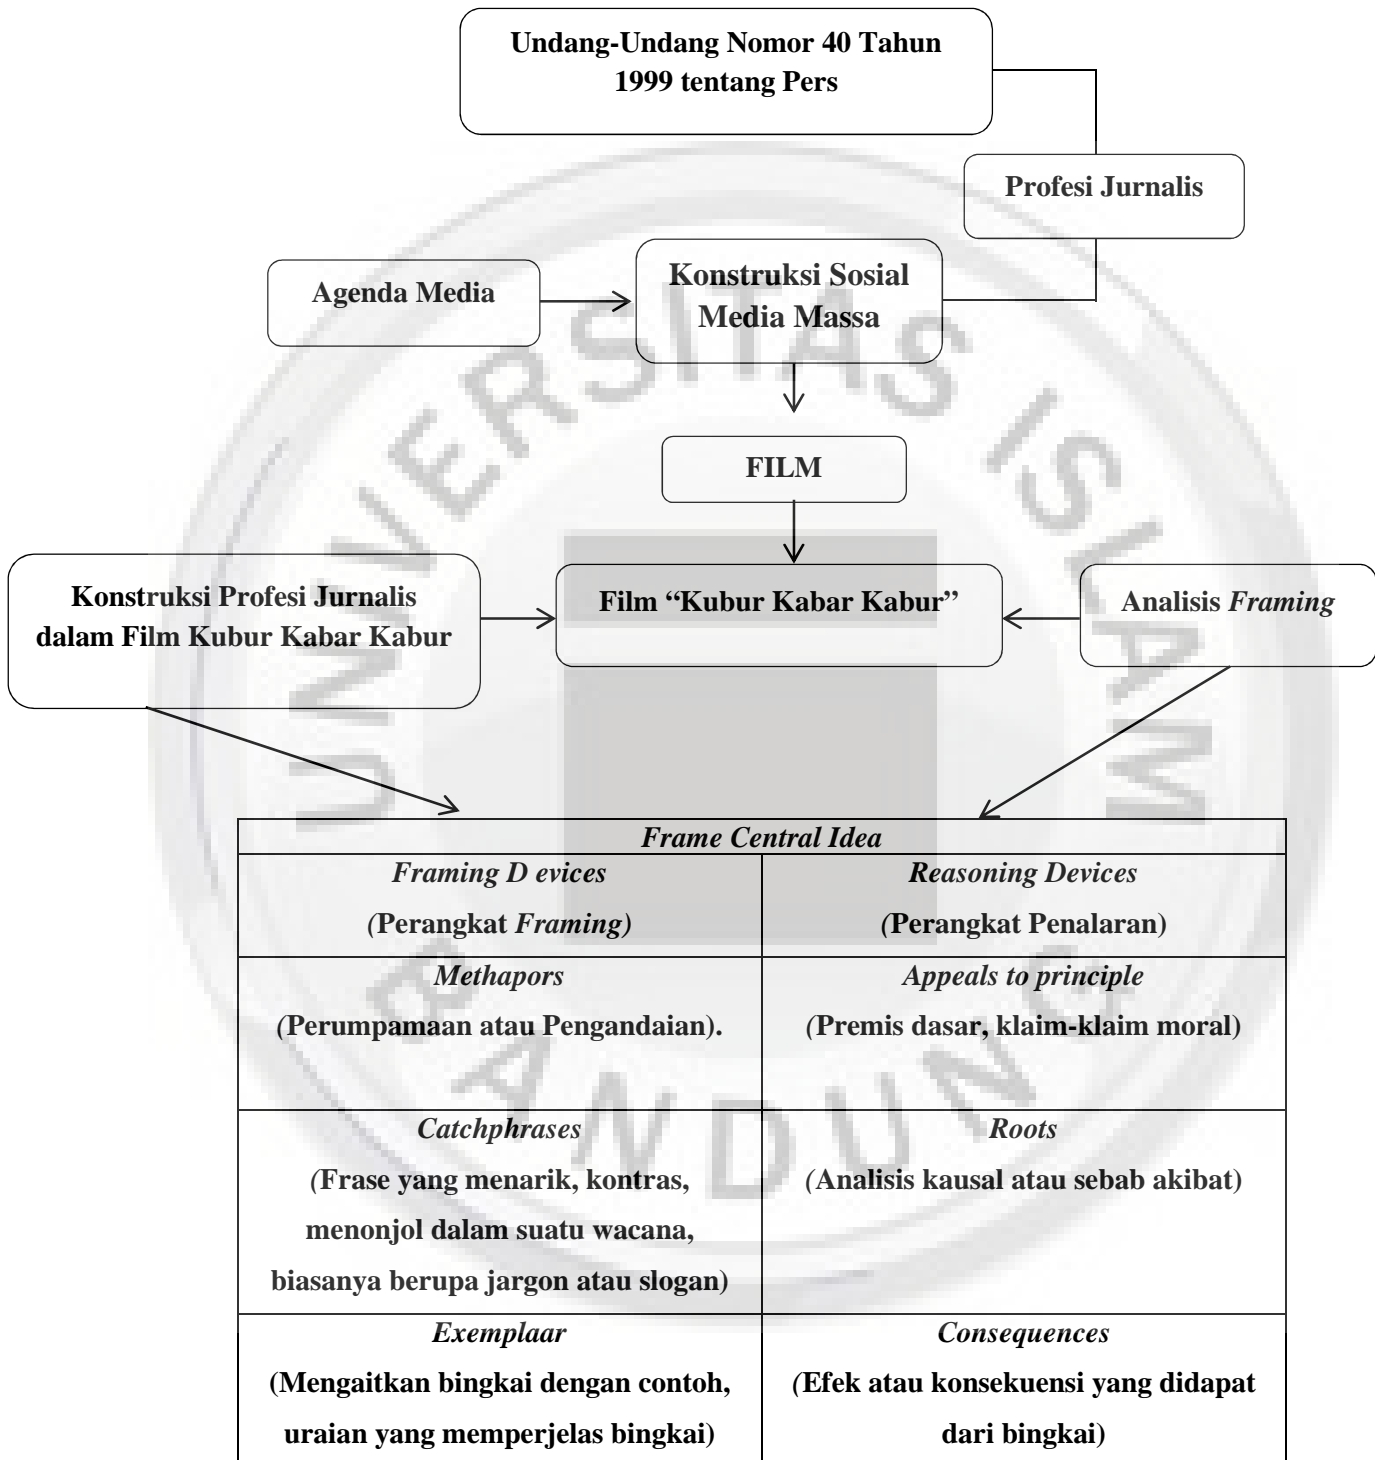 Undang-Undang Nomor 40 Tahun
1999 tentang Pers
Profesi Jurnalis
Agenda Media
Konstruksi Sosial
Media Massa
FILM
Konstruksi Profesi Jurnalis
dalam Film Kubur Kabar Kabur
Film “Kubur Kabar Kabur”
Analisis Framing
Frame Central Idea
Framing D evices
(Perangkat Framing)
Reasoning Devices
(Perangkat Penalaran)
Methapors
(Perumpamaan atau Pengandaian).
Appeals to principle
(Premis dasar, klaim-klaim moral)
Catchphrases
(Frase yang menarik, kontras,
menonjol dalam suatu wacana,
biasanya berupa jargon atau slogan)
Roots
(Analisis kausal atau sebab akibat)
Exemplaar
(Mengaitkan bingkai dengan contoh,
uraian yang memperjelas bingkai)
Consequences
(Efek atau konsekuensi yang didapat
dari bingkai)
UNIVERSITAS ISLAM
BANDUNG